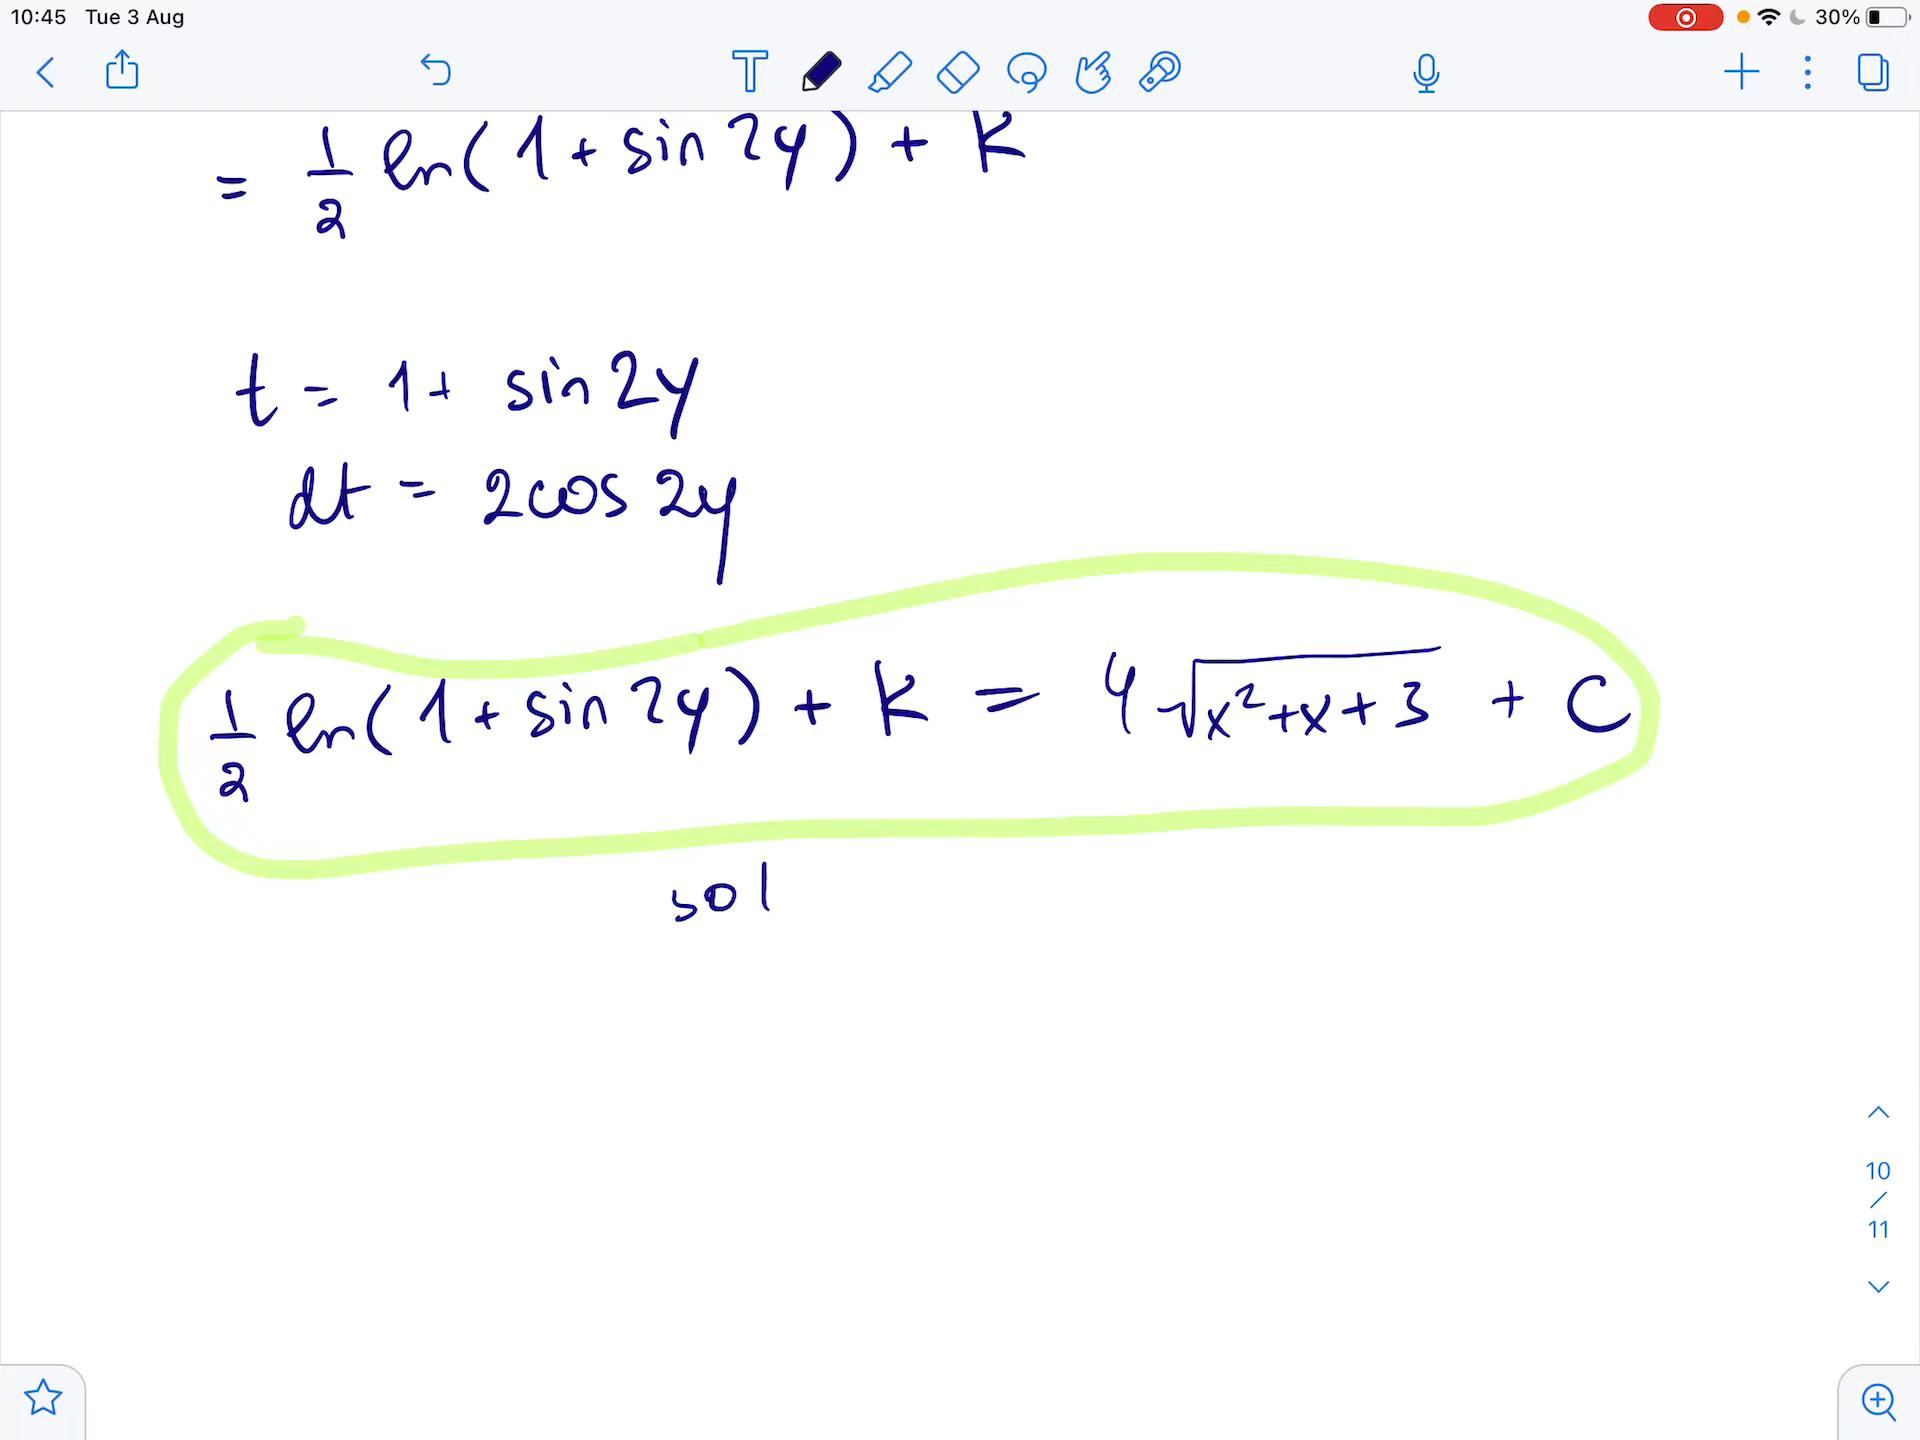 10:45 Tue 3 Aug 30%
T
= 1/2 ln(1 + sin 2y) + K
t = 1 + sin 2y
dt = 2cos 2y
1/2 ln(1 + sin 2y) + K = 4 √(x² + x + 3) + C
sol
10
/
11